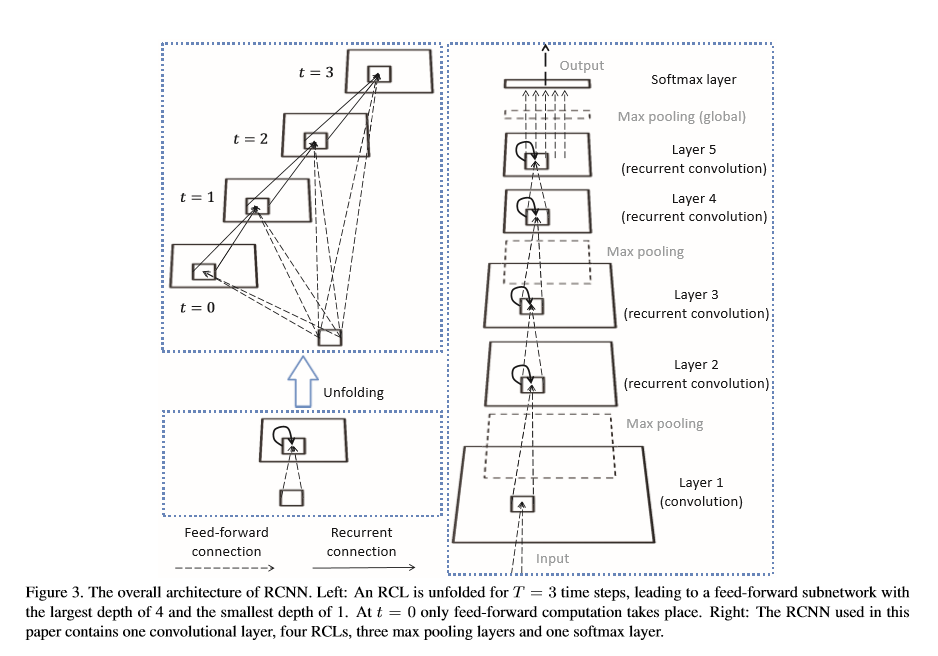 t = 3
t = 2
t = 1
t = 0
Unfolding
Feed-forward
connection
Recurrent
connection
Output
Softmax layer
Max pooling (global)
Layer 5
(recurrent convolution)
Layer 4
(recurrent convolution)
Max pooling
Layer 3
(recurrent convolution)
Layer 2
(recurrent convolution)
Max pooling
Layer 1
(convolution)
Input
Figure 3. The overall architecture of RCNN. Left: An RCL is unfolded for T = 3 time steps, leading to a feed-forward subnetwork with
the largest depth of 4 and the smallest depth of 1. At t = 0 only feed-forward computation takes place. Right: The RCNN used in this
paper contains one convolutional layer, four RCLs, three max pooling layers and one softmax layer.